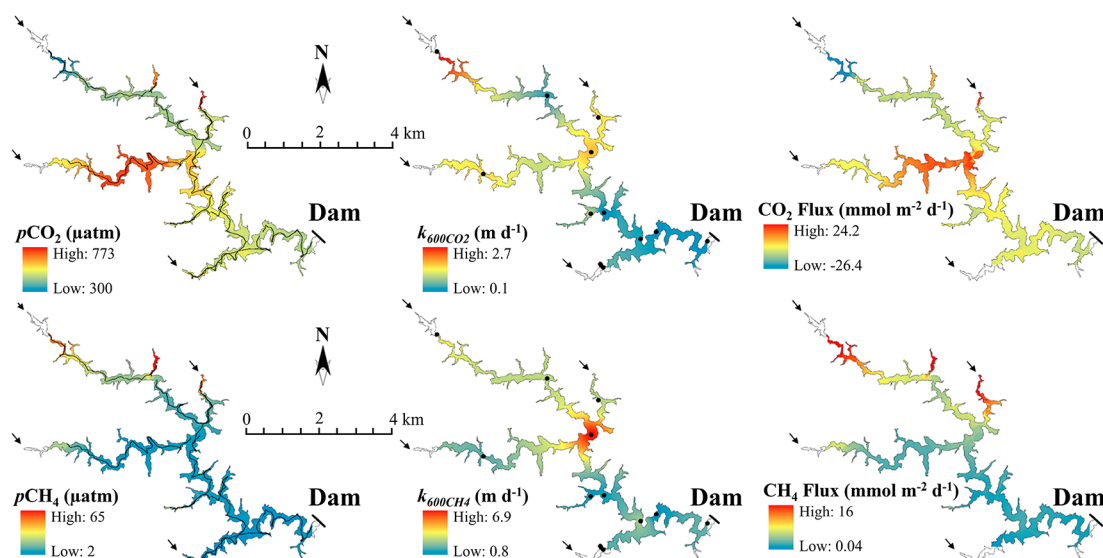 N
0 2 4 km
Dam
pCO₂ (µatm)
High: 773
Low: 300
Dam
k₆₀₀CO₂ (m d⁻¹)
High: 2.7
Low: 0.1
Dam
CO₂ Flux (mmol m⁻² d⁻¹)
High: 24.2
Low: -26.4
N
0 2 4 km
Dam
pCH₄ (µatm)
High: 65
Low: 2
Dam
k₆₀₀CH₄ (m d⁻¹)
High: 6.9
Low: 0.8
Dam
CH₄ Flux (mmol m⁻² d⁻¹)
High: 16
Low: 0.04